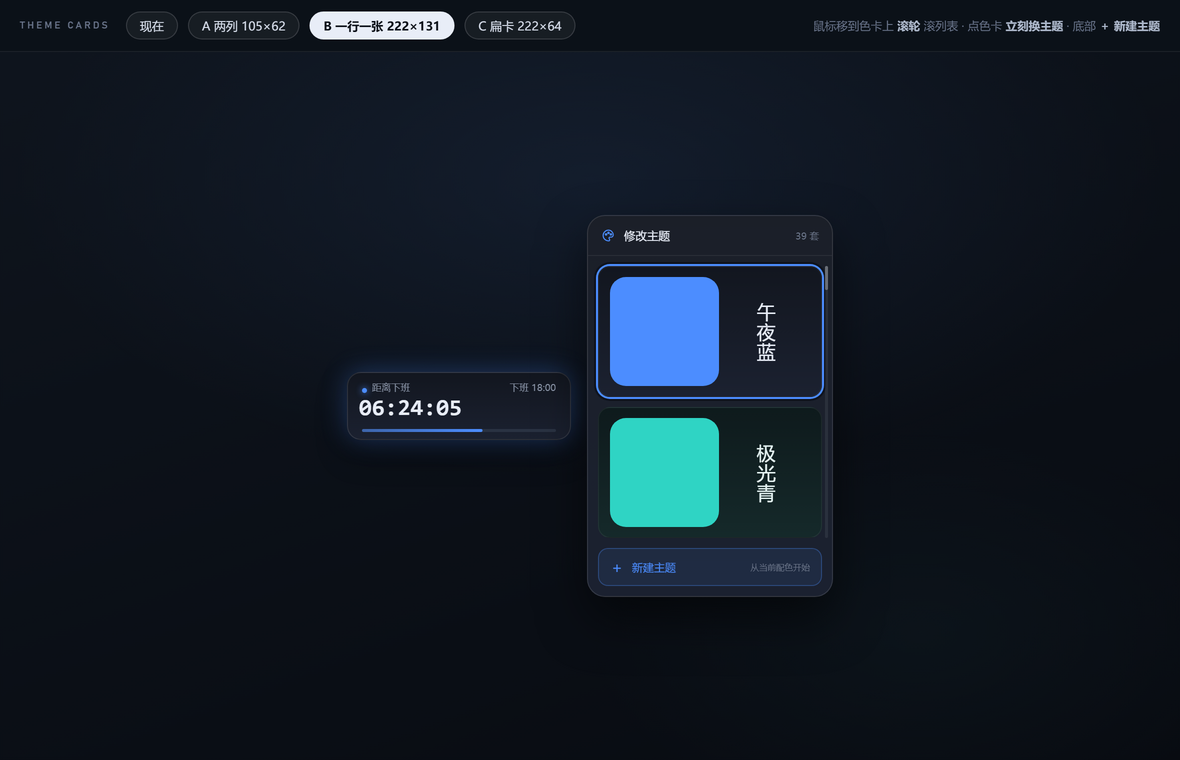 THEME CARDS 现在 A 两列 105×62 B 一行一张 222×131 C 扁卡 222×64 鼠标移到色卡上 滚轮 滚列表 · 点色卡 立刻换主题 · 底部 + 新建主题
修改主题 39 套
午夜蓝
距离下班 下班 18:00
06:24:05
极光青
+ 新建主题 从当前配色开始